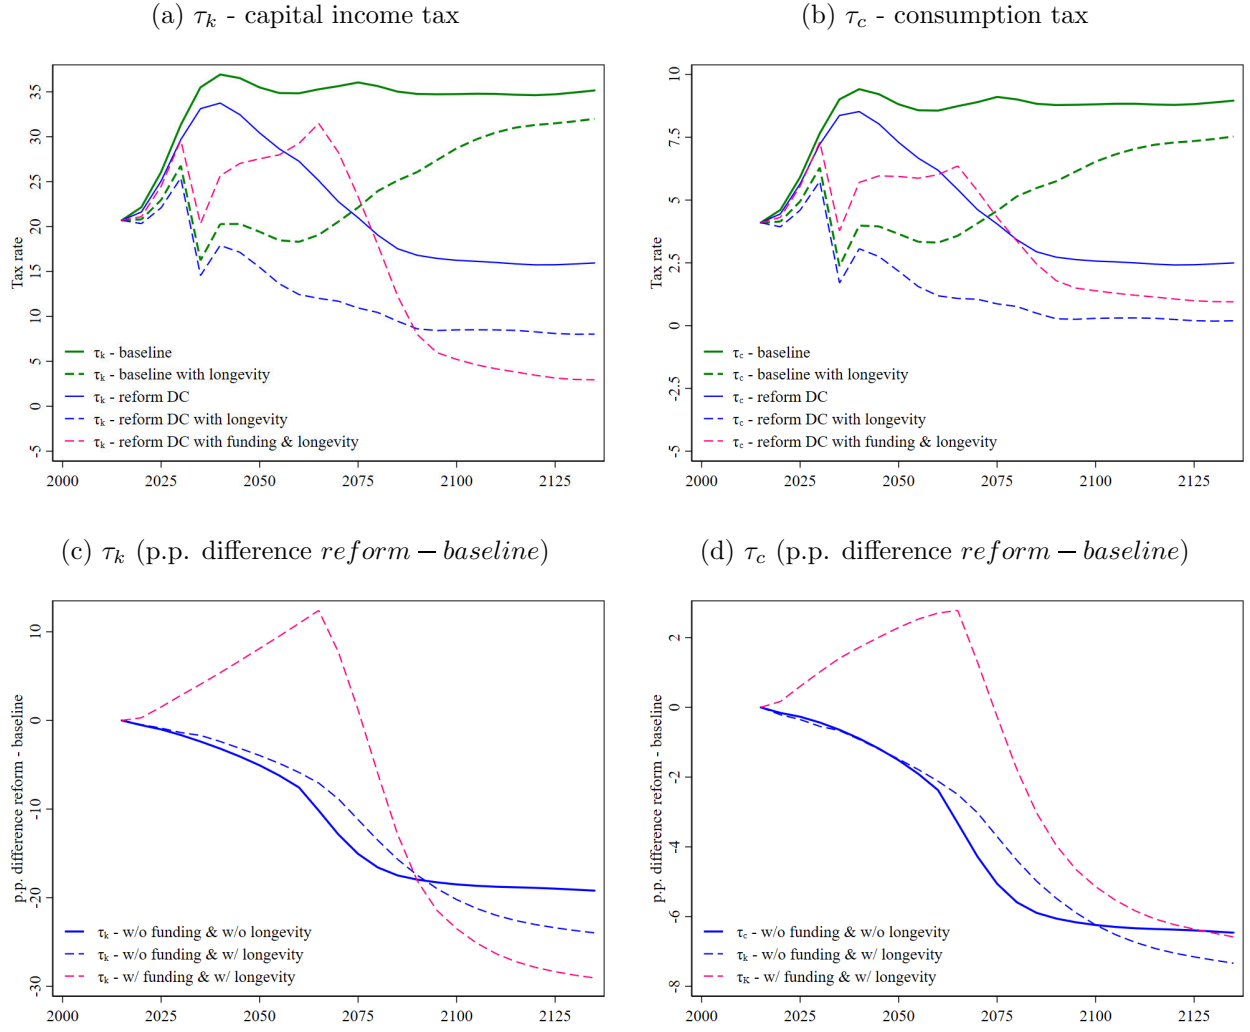 (a) τk - capital income tax
Tax rate
35
30
25
20
15
10
5
0
-5
2000
2025
2050
2075
2100
2125
τk - baseline
τk - baseline with longevity
τk - reform DC
τk - reform DC with longevity
τk - reform DC with funding & longevity
(b) τc - consumption tax
Tax rate
10
7.5
5
2.5
0
-2.5
-5
2000
2025
2050
2075
2100
2125
τc - baseline
τc - baseline with longevity
τc - reform DC
τc - reform DC with longevity
τc - reform DC with funding & longevity
(c) τk (p.p. difference reform − baseline)
p.p. difference reform - baseline
10
0
-10
-20
-30
2000
2025
2050
2075
2100
2125
τk - w/o funding & w/o longevity
τk - w/o funding & w/ longevity
τk - w/ funding & w/ longevity
(d) τc (p.p. difference reform − baseline)
p.p. difference reform - baseline
2
0
-2
-4
-6
-8
2000
2025
2050
2075
2100
2125
τc - w/o funding & w/o longevity
τk - w/o funding & w/ longevity
τK - w/ funding & w/ longevity